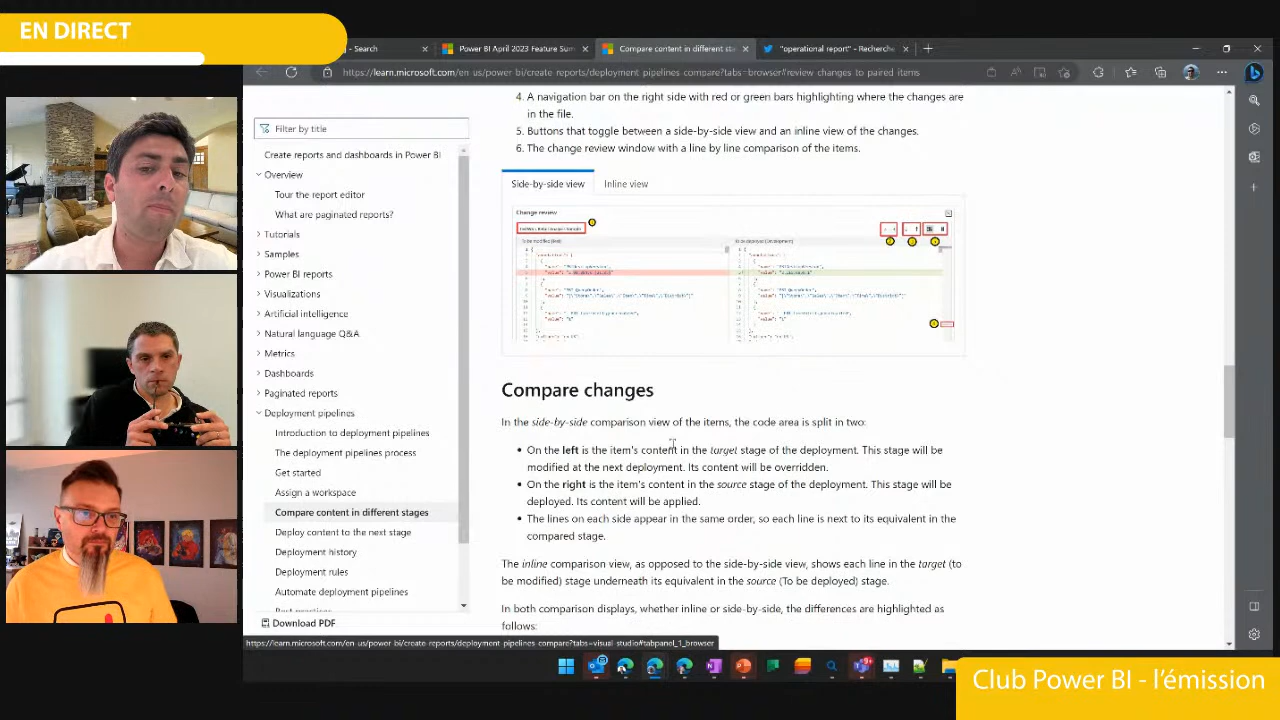 EN DIRECT
- Search
Power BI April 2023 Feature Sum
Compare content in different sta
"operational report" - Recherche
https://learn.microsoft.com/en-us/power-bi/create-reports/deployment-pipelines-compare?tabs=browser#review-changes-to-paired-items
Filter by title
Create reports and dashboards in Power BI
Overview
Tour the report editor
What are paginated reports?
Tutorials
Samples
Power BI reports
Visualizations
Artificial intelligence
Natural language Q&A
Metrics
Dashboards
Paginated reports
Deployment pipelines
Introduction to deployment pipelines
The deployment pipelines process
Get started
Assign a workspace
Compare content in different stages
Deploy content to the next stage
Deployment history
Deployment rules
Automate deployment pipelines
Best practices
Download PDF
4. A navigation bar on the right side with red or green bars highlighting where the changes are
in the file.
5. Buttons that toggle between a side-by-side view and an inline view of the changes.
6. The change review window with a line by line comparison of the items.
Side-by-side view
Inline view
Change review
Compare changes
In the side-by-side comparison view of the items, the code area is split in two:
• On the left is the item's content in the target stage of the deployment. This stage will be
modified at the next deployment. Its content will be overridden.
• On the right is the item's content in the source stage of the deployment. This stage will be
deployed. Its content will be applied.
• The lines on each side appear in the same order, so each line is next to its equivalent in the
compared stage.
The inline comparison view, as opposed to the side-by-side view, shows each line in the target (to
be modified) stage underneath its equivalent in the source (To be deployed) stage.
In both comparison displays, whether inline or side-by-side, the differences are highlighted as
follows:
https://learn.microsoft.com/en-us/power-bi/create-reports/deployment-pipelines-compare?tabs=visual-studio#tabpanel_1_browser
Club Power BI - l'émission